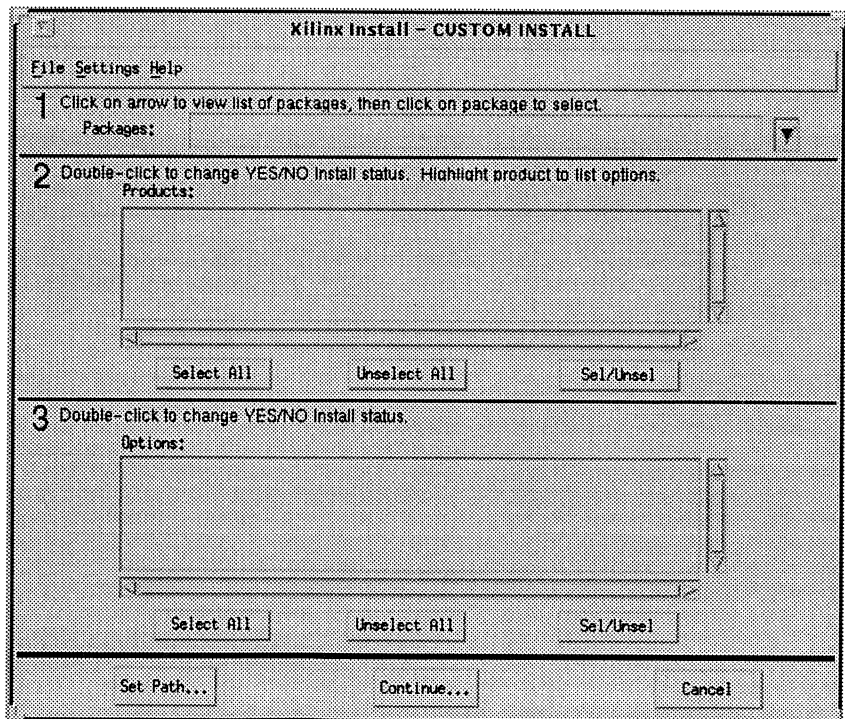 Xilinx Install - CUSTOM INSTALL
File Settings Help
1 Click on arrow to view list of packages, then click on package to select.
Packages:
2 Double-click to change YES/NO Install status. Highlight product to list options.
Products:
Select All Unselect All Sel/Unsel
3 Double-click to change YES/NO Install status.
Options:
Select All Unselect All Sel/Unsel
Set Path... Continue... Cancel